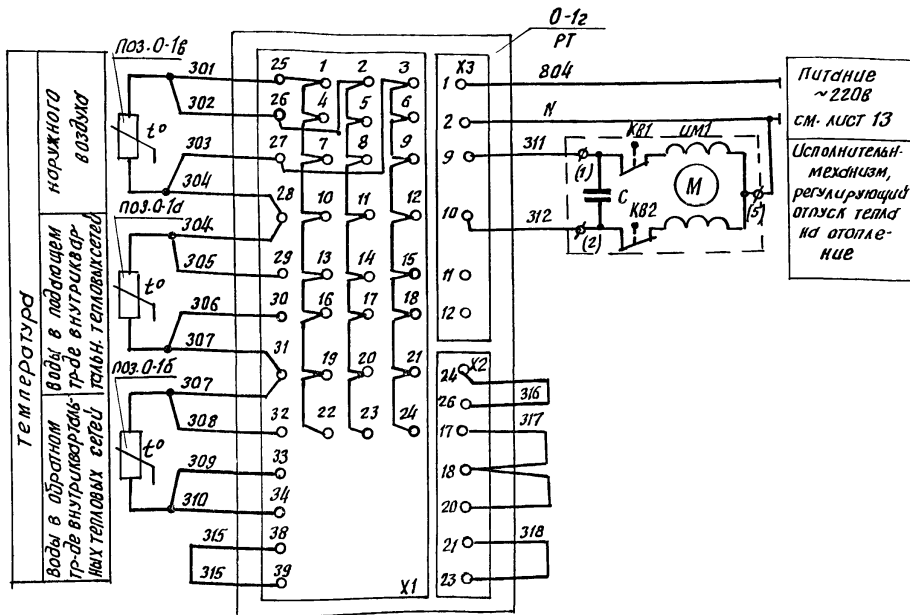 Температура
наружного
воздуха
воды в подающем
тр-де внутриквар-
тальн. тепловых сетей
воды в обратном
тр-де внутрикварталь-
ных тепловых сетей
поз. 0-1в
t°
301
302
303
304
поз. 0-1а
t°
304
305
306
307
поз. 0-1б
t°
307
308
309
310
315
315
25
26
27
28
29
30
31
32
33
34
38
39
1 2 3
4 5 6
7 8 9
10 11 12
13 14 15
16 17 18
19 20 21
22 23 24
X1
0-1г
РТ
X3
1
2
9
10
11
12
X2
24
26
17
18
20
21
23
316
317
318
804
N
311
312
(1)
(2)
C
КВ1
КВ2
ИМ1
М
(5)
Питание
~220В
см. лист 13
Исполнительн.
механизм,
регулирующий
отпуск тепла
на отопле-
ние